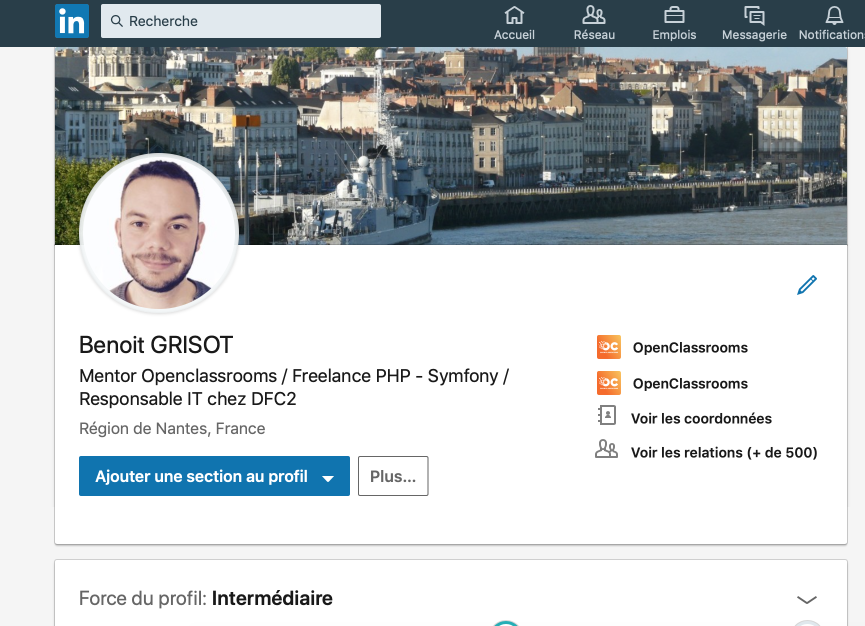 in
Recherche
Accueil
Réseau
Emplois
Messagerie
Notification
Benoit GRISOT
Mentor Openclassrooms / Freelance PHP - Symfony /
Responsable IT chez DFC2
Région de Nantes, France
Ajouter une section au profil
Plus...
OC
OpenClassrooms
OC
OpenClassrooms
Voir les coordonnées
Voir les relations (+ de 500)
Force du profil: Intermédiaire